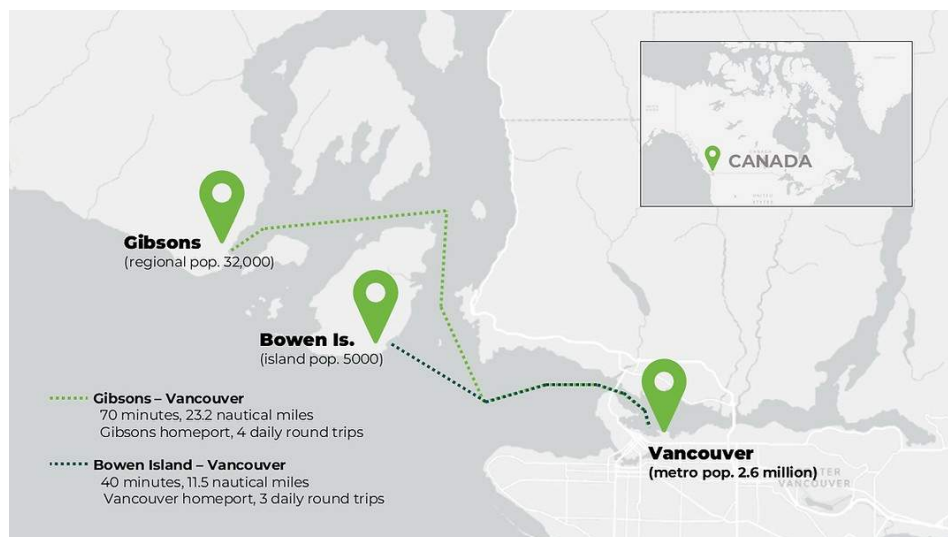 CANADA
Gibsons
(regional pop. 32,000)
Bowen Is.
(island pop. 5000)
Gibsons – Vancouver
70 minutes, 23.2 nautical miles
Gibsons homeport, 4 daily round trips
Bowen Island – Vancouver
40 minutes, 11.5 nautical miles
Vancouver homeport, 3 daily round trips
Vancouver
(metro pop. 2.6 million)
VANCOUVER